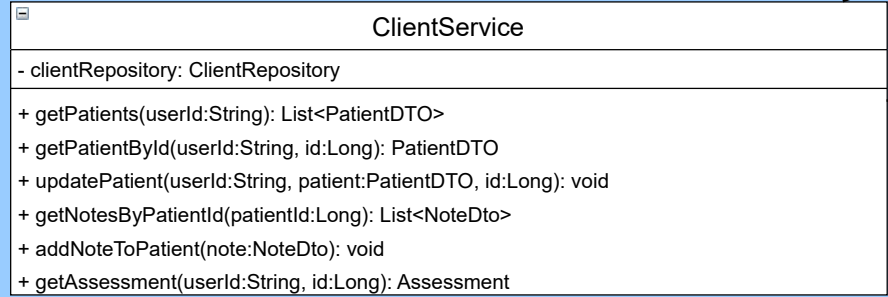 ClientService
- clientRepository: ClientRepository
+ getPatients(userId:String): List<PatientDTO>
+ getPatientById(userId:String, id:Long): PatientDTO
+ updatePatient(userId:String, patient:PatientDTO, id:Long): void
+ getNotesByPatientId(patientId:Long): List<NoteDto>
+ addNoteToPatient(note:NoteDto): void
+ getAssessment(userId:String, id:Long): Assessment